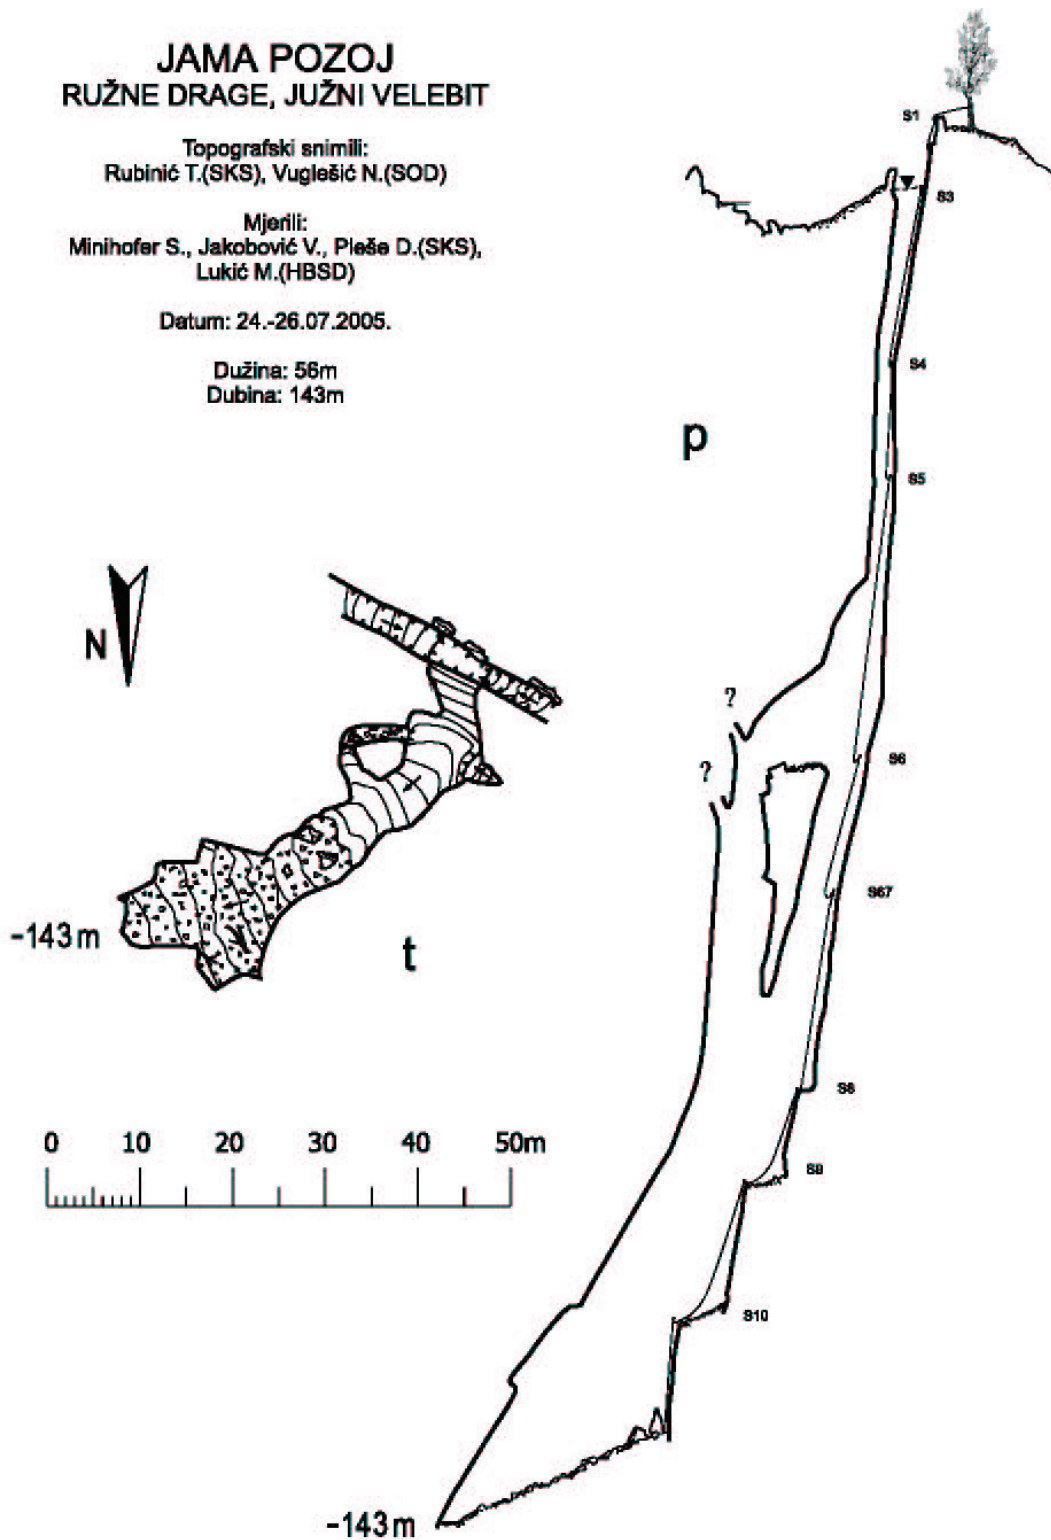 JAMA POZOJ
RUŽNE DRAGE, JUŽNI VELEBIT
Topografski snimili:
Rubinić T.(SKS), Vuglešić N.(SOD)
Mjerili:
Minihofer S., Jakobović V., Pleše D.(SKS),
Lukić M.(HBSD)
Datum: 24.-26.07.2005.
Dužina: 56m
Dubina: 143m
S1
S3
S4
p
S5
N
?
?
S6
S67
-143m
t
S8
0 10 20 30 40 50m
S9
S10
-143m